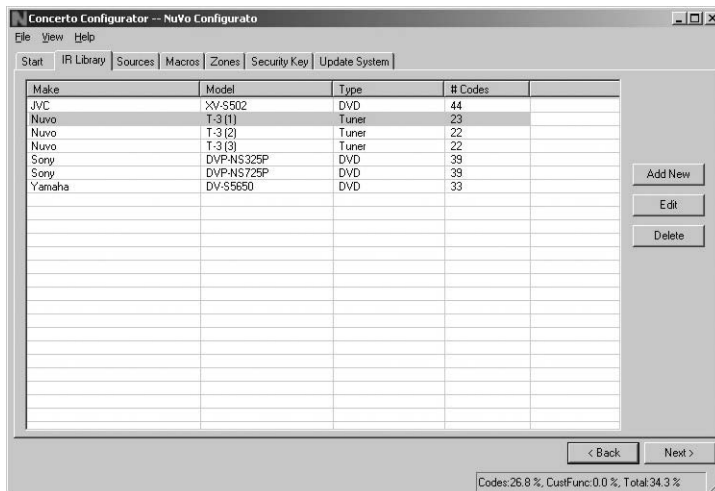 Concerto Configurator -- NuVo Configurato
File View Help
Start IR Library Sources Macros Zones Security Key Update System
Make Model Type # Codes
JVC XV-S502 DVD 44
Nuvo T-3 (1) Tuner 23
Nuvo T-3 (2) Tuner 22
Nuvo T-3 (3) Tuner 22
Sony DVP-NS325P DVD 39
Sony DVP-NS725P DVD 39
Yamaha DV-S5650 DVD 33
Add New
Edit
Delete
< Back Next >
Codes:26.8 %, CustFunc:0.0 %, Total:34.3 %